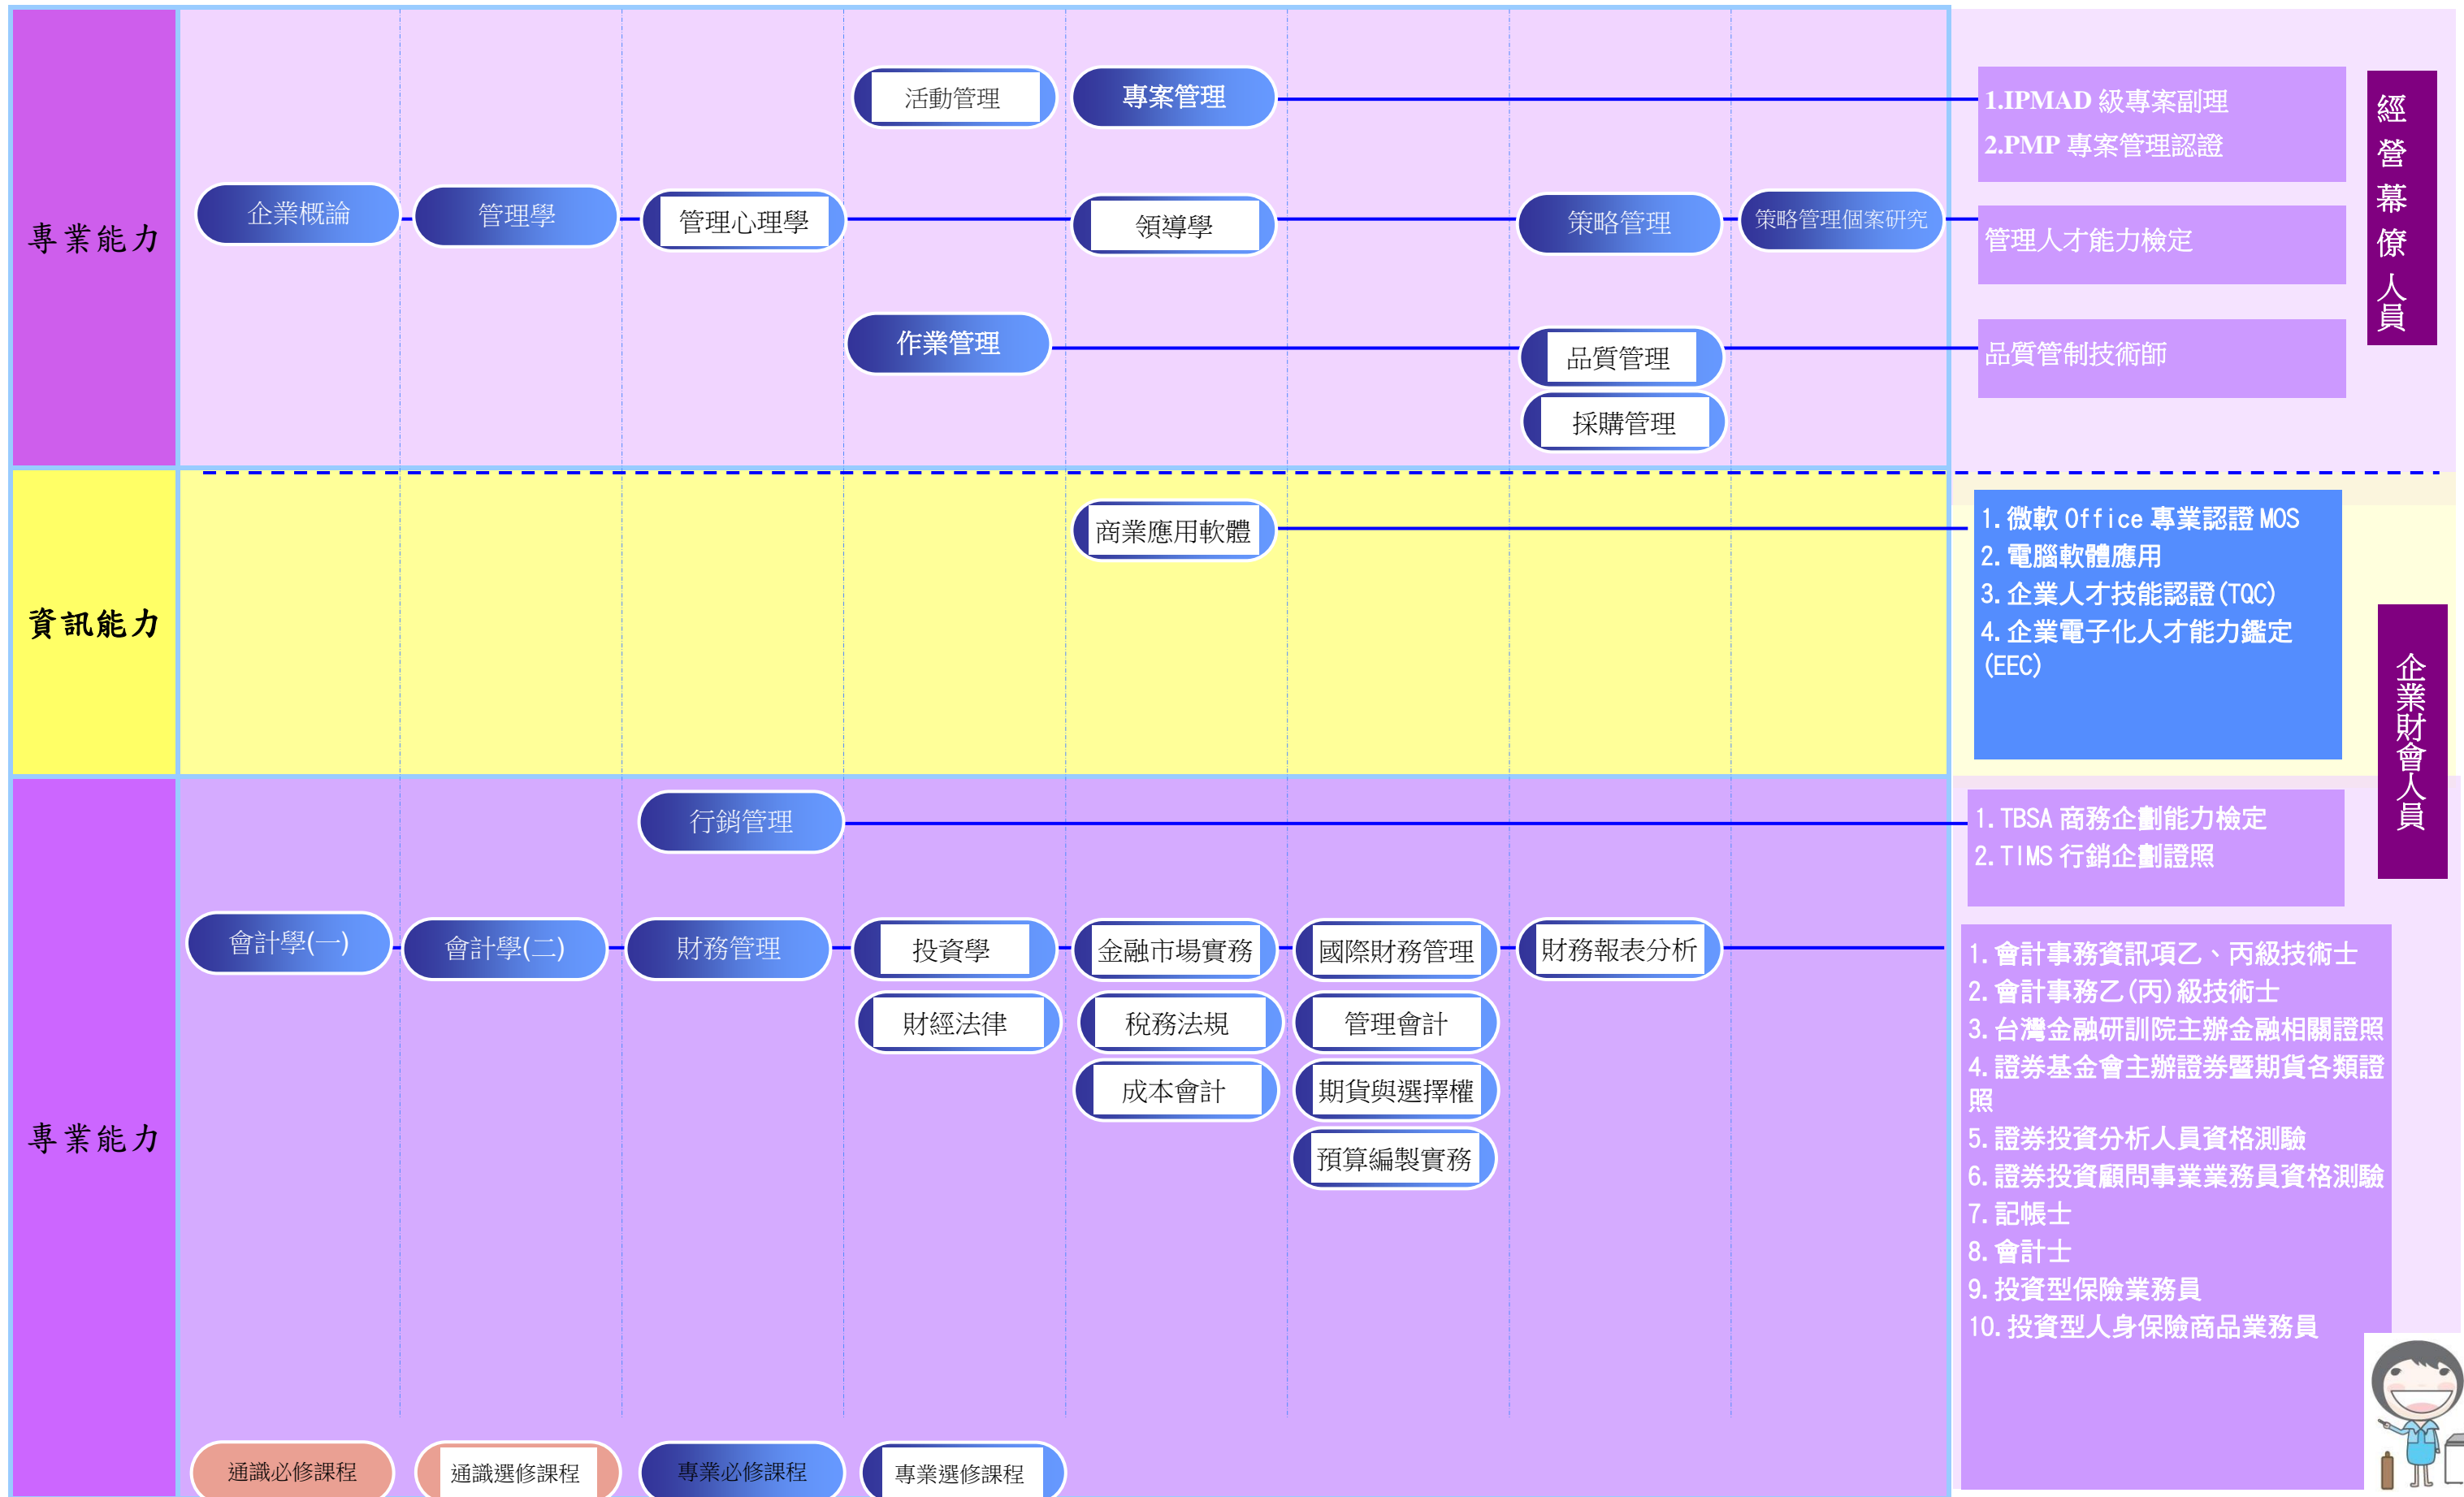 專業能力
活動管理
專案管理
企業概論
管理學
管理心理學
領導學
策略管理
策略管理個案研究
作業管理
品質管理
採購管理
1.IPMAD 級專案副理
2.PMP 專案管理認證
管理人才能力檢定
品質管制技術師
經營幕僚人員
資訊能力
商業應用軟體
1.微軟 Office 專業認證 MOS
2.電腦軟體應用
3.企業人才技能認證(TQC)
4.企業電子化人才能力鑑定
(EEC)
企業財會人員
專業能力
行銷管理
1.TBSA 商務企劃能力檢定
2.TIMS 行銷企劃證照
會計學(一)
會計學(二)
財務管理
投資學
金融市場實務
國際財務管理
財務報表分析
財經法律
稅務法規
管理會計
成本會計
期貨與選擇權
預算編製實務
1.會計事務資訊項乙、丙級技術士
2.會計事務乙(丙)級技術士
3.台灣金融研訓院主辦金融相關證照
4.證券基金會主辦證券暨期貨各類證
照
5.證券投資分析人員資格測驗
6.證券投資顧問事業業務員資格測驗
7.記帳士
8.會計士
9.投資型保險業務員
10.投資型人身保險商品業務員
通識必修課程
通識選修課程
專業必修課程
專業選修課程